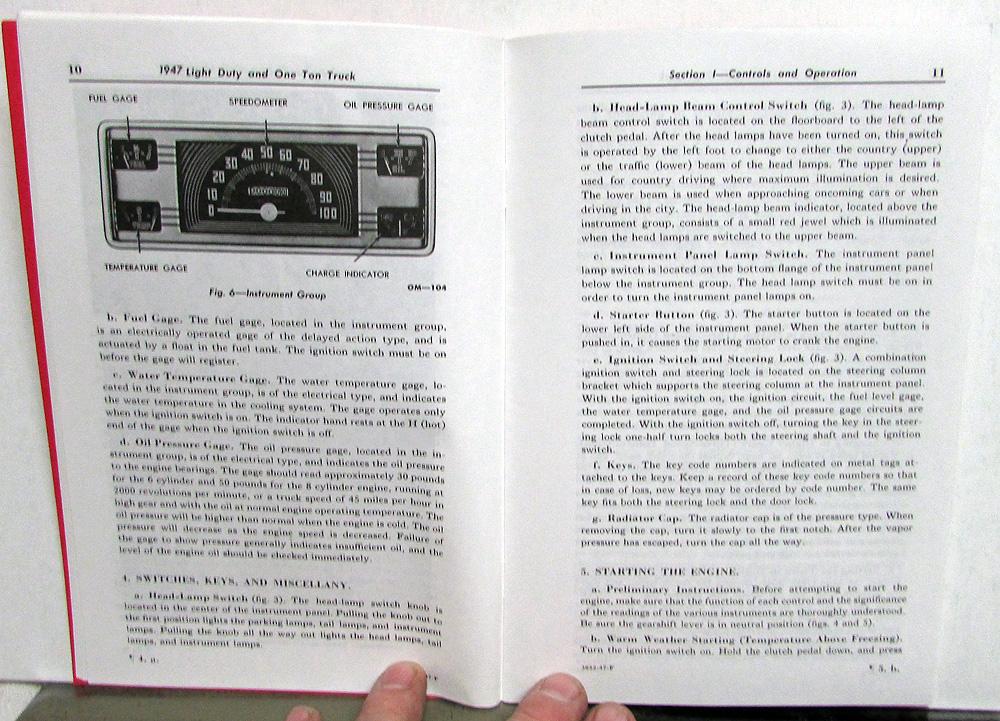 10
1947 Light Duty and One Ton Truck
FUEL GAGE
SPEEDOMETER
OIL PRESSURE GAGE
0 10 20 30 40 50 60 70 80 90 100
OIL
TEMPERATURE GAGE
CHARGE INDICATOR
OM—104
Fig. 6—Instrument Group
b. Fuel Gage. The fuel gage, located in the instrument group,
is an electrically operated gage of the delayed action type, and is
actuated by a float in the fuel tank. The ignition switch must be on
before the gage will register.
c. Water Temperature Gage. The water temperature gage, lo-
cated in the instrument group, is of the electrical type, and indicates
the water temperature in the cooling system. The gage operates only
when the ignition switch is on. The indicator hand rests at the H (hot)
end of the gage when the ignition switch is off.
d. Oil Pressure Gage. The oil pressure gage, located in the in-
strument group, is of the electrical type, and indicates the oil pressure
to the engine bearings. The gage should read approximately 30 pounds
for the 6 cylinder and 50 pounds for the 8 cylinder engine, running at
2000 revolutions per minute, or a truck speed of 45 miles per hour in
high gear and with the oil at normal engine operating temperature. The
oil pressure will be higher than normal when the engine is cold. The oil
pressure will decrease as the engine speed is decreased. Failure of
the gage to show pressure generally indicates insufficient oil, and the
level of the engine oil should be checked immediately.
4. SWITCHES, KEYS, AND MISCELLANY.
a. Head-Lamp Switch (fig. 3). The head-lamp switch knob is
located in the center of the instrument panel. Pulling the knob out to
the first position lights the parking lamps, tail lamps, and instrument
lamps. Pulling the knob all the way out lights the head lamps, tail
lamps, and instrument lamps.
¶ 4, a.
Section I—Controls and Operation
11
b. Head-Lamp Beam Control Switch (fig. 3). The head-lamp
beam control switch is located on the floorboard to the left of the
clutch pedal. After the head lamps have been turned on, this switch
is operated by the left foot to change to either the country (upper)
or the traffic (lower) beam of the head lamps. The upper beam is
used for country driving where maximum illumination is desired.
The lower beam is used when approaching oncoming cars or when
driving in the city. The head-lamp beam indicator, located above the
instrument group, consists of a small red jewel which is illuminated
when the head lamps are switched to the upper beam.
c. Instrument Panel Lamp Switch. The instrument panel
lamp switch is located on the bottom flange of the instrument panel
below the instrument group. The head lamp switch must be on in
order to turn the instrument panel lamps on.
d. Starter Button (fig. 3). The starter button is located on the
lower left side of the instrument panel. When the starter button is
pushed in, it causes the starting motor to crank the engine.
e. Ignition Switch and Steering Lock (fig. 3). A combination
ignition switch and steering lock is located on the steering column
bracket which supports the steering column at the instrument panel.
With the ignition switch on, the ignition circuit, the fuel level gage,
the water temperature gage, and the oil pressure gage circuits are
completed. With the ignition switch off, turning the key in the steer-
ing lock one-half turn locks both the steering shaft and the ignition
switch.
f. Keys. The key code numbers are indicated on metal tags at-
tached to the keys. Keep a record of these key code numbers so that
in case of loss, new keys may be ordered by code number. The same
key fits both the steering lock and the door lock.
g. Radiator Cap. The radiator cap is of the pressure type. When
removing the cap, turn it slowly to the first notch. After the vapor
pressure has escaped, turn the cap all the way.
5. STARTING THE ENGINE.
a. Preliminary Instructions. Before attempting to start the
engine, make sure that the function of each control and the significance
of the readings of the various instruments are thoroughly understood.
Be sure the gearshift lever is in neutral position (figs. 4 and 5).
b. Warm Weather Starting (Temperature Above Freezing).
Turn the ignition switch on. Hold the clutch pedal down, and press
¶ 5, b.